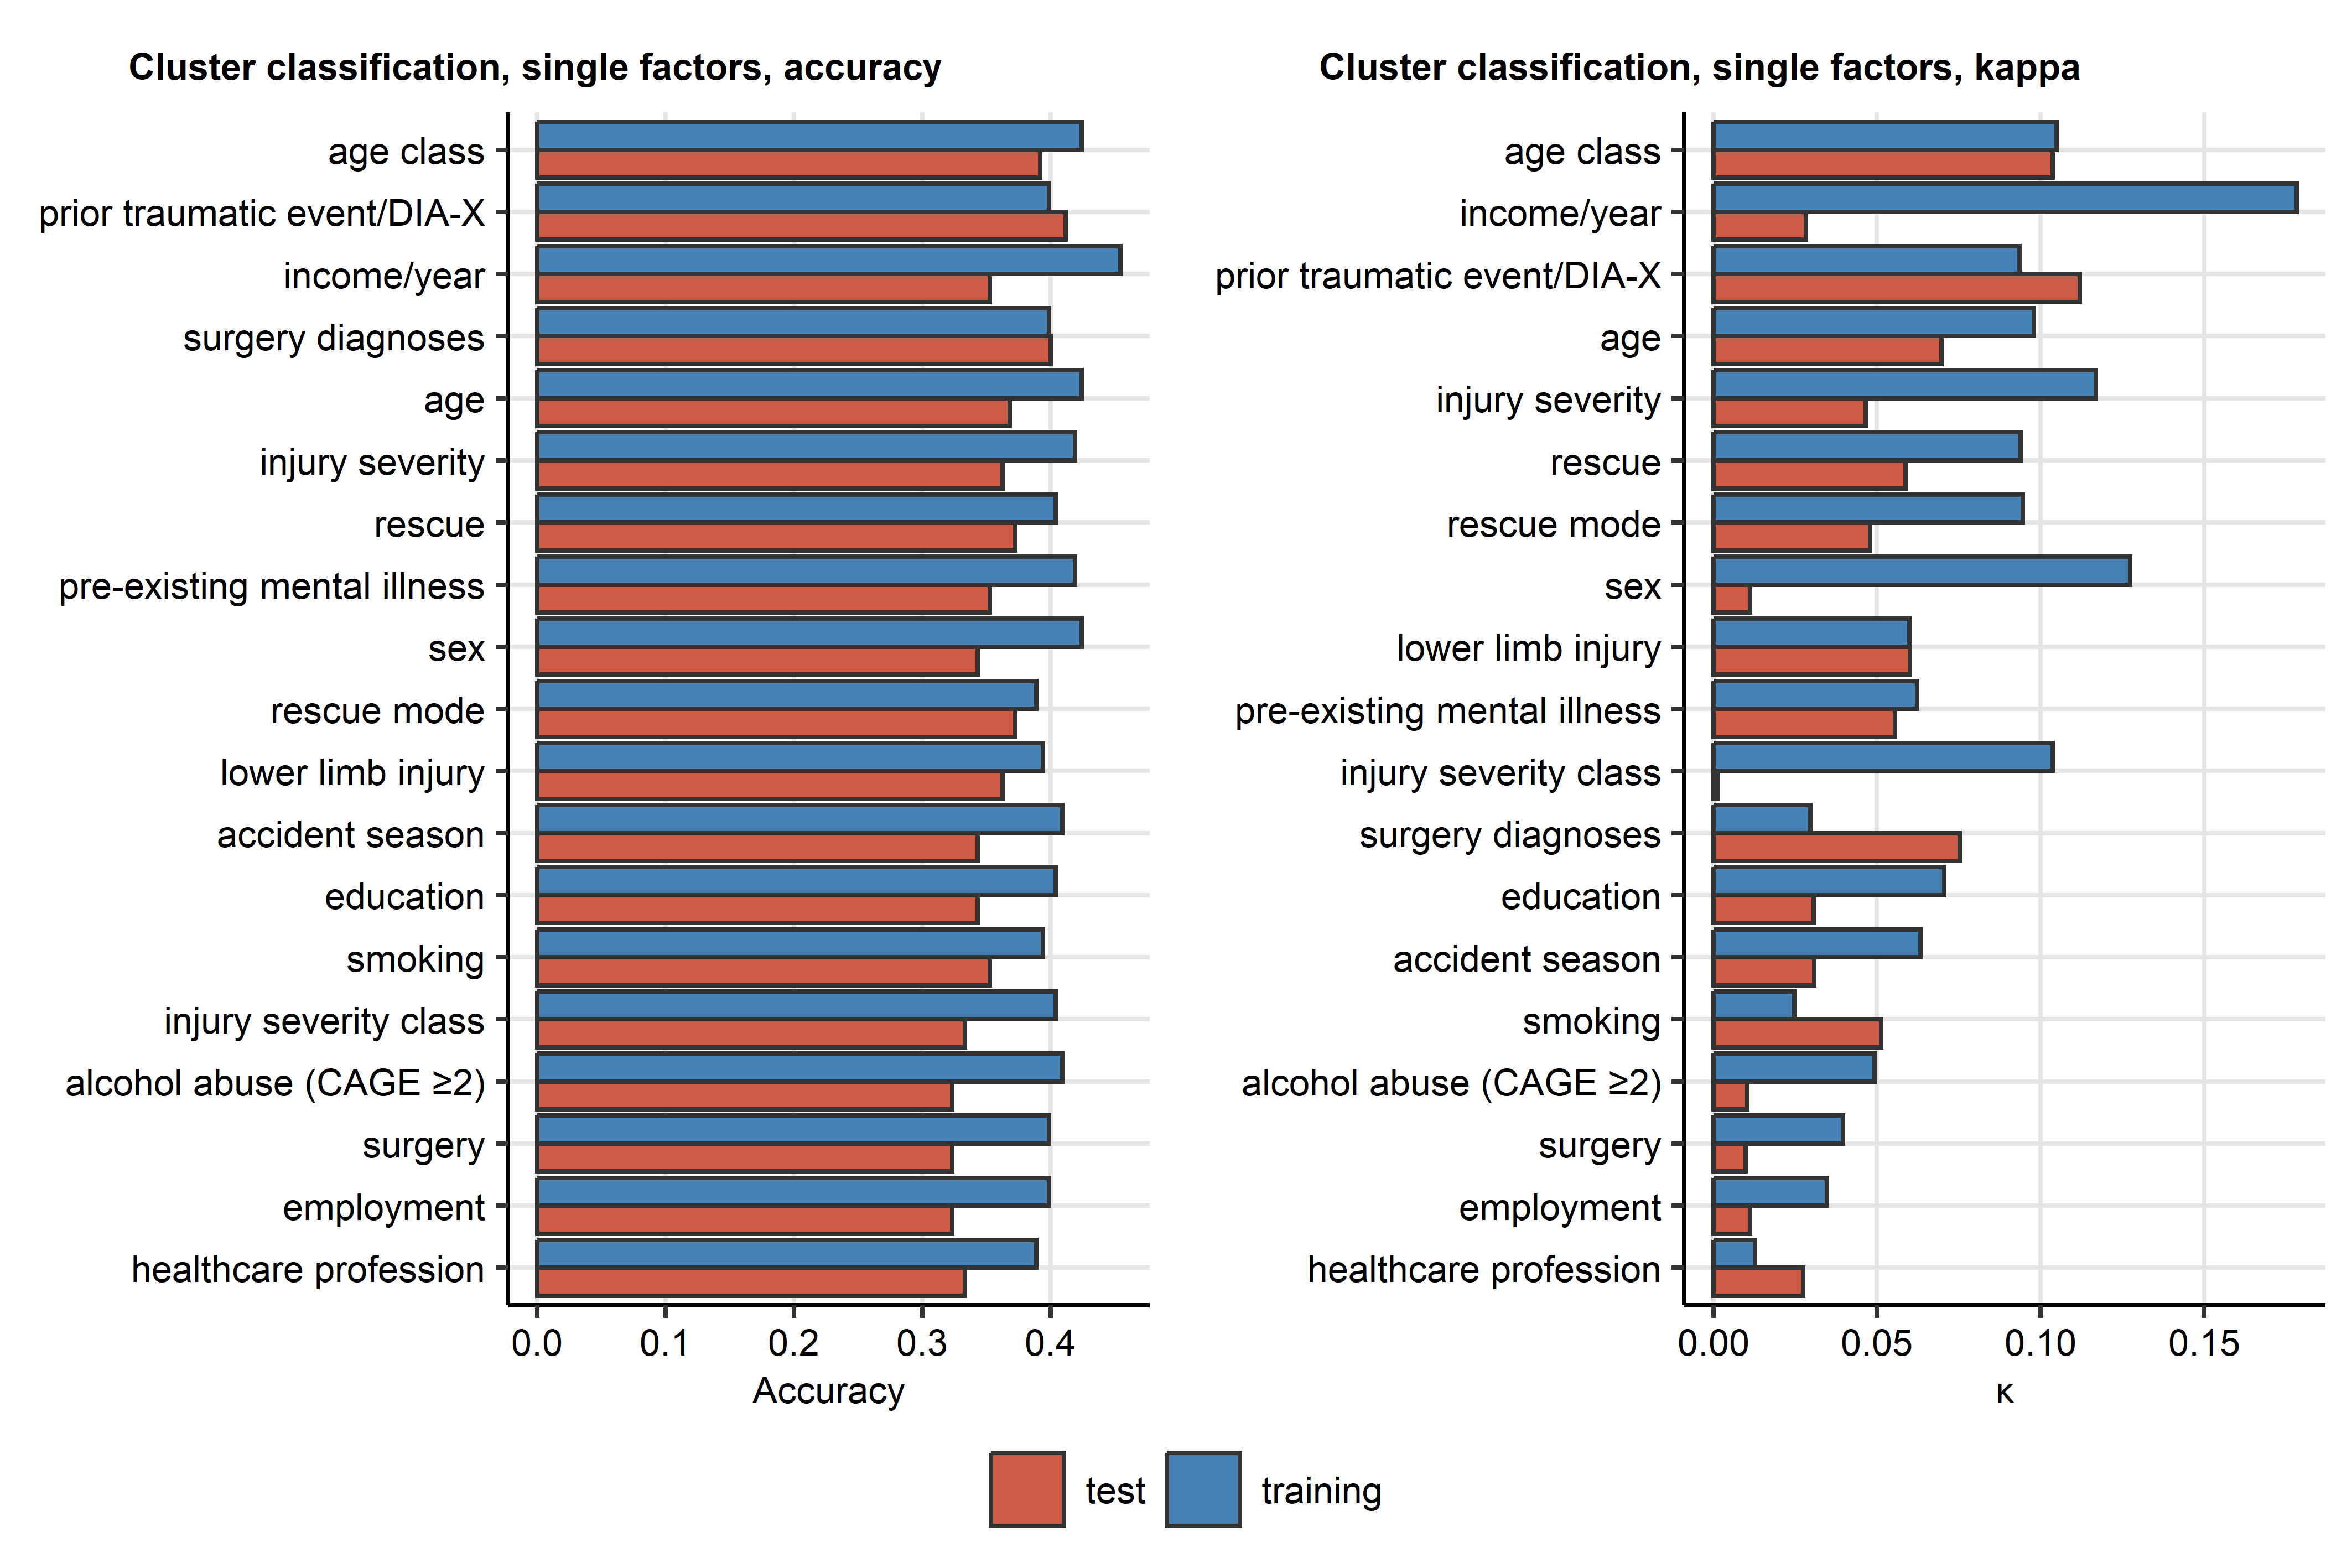 Cluster classification, single factors, accuracy
age class
prior traumatic event/DIA-X
income/year
surgery diagnoses
age
injury severity
rescue
pre-existing mental illness
sex
rescue mode
lower limb injury
accident season
education
smoking
injury severity class
alcohol abuse (CAGE ≥2)
surgery
employment
healthcare profession
0.0 0.1 0.2 0.3 0.4
Accuracy
Cluster classification, single factors, kappa
age class
income/year
prior traumatic event/DIA-X
age
injury severity
rescue
rescue mode
sex
lower limb injury
pre-existing mental illness
injury severity class
surgery diagnoses
education
accident season
smoking
alcohol abuse (CAGE ≥2)
surgery
employment
healthcare profession
0.00 0.05 0.10 0.15
κ
test training